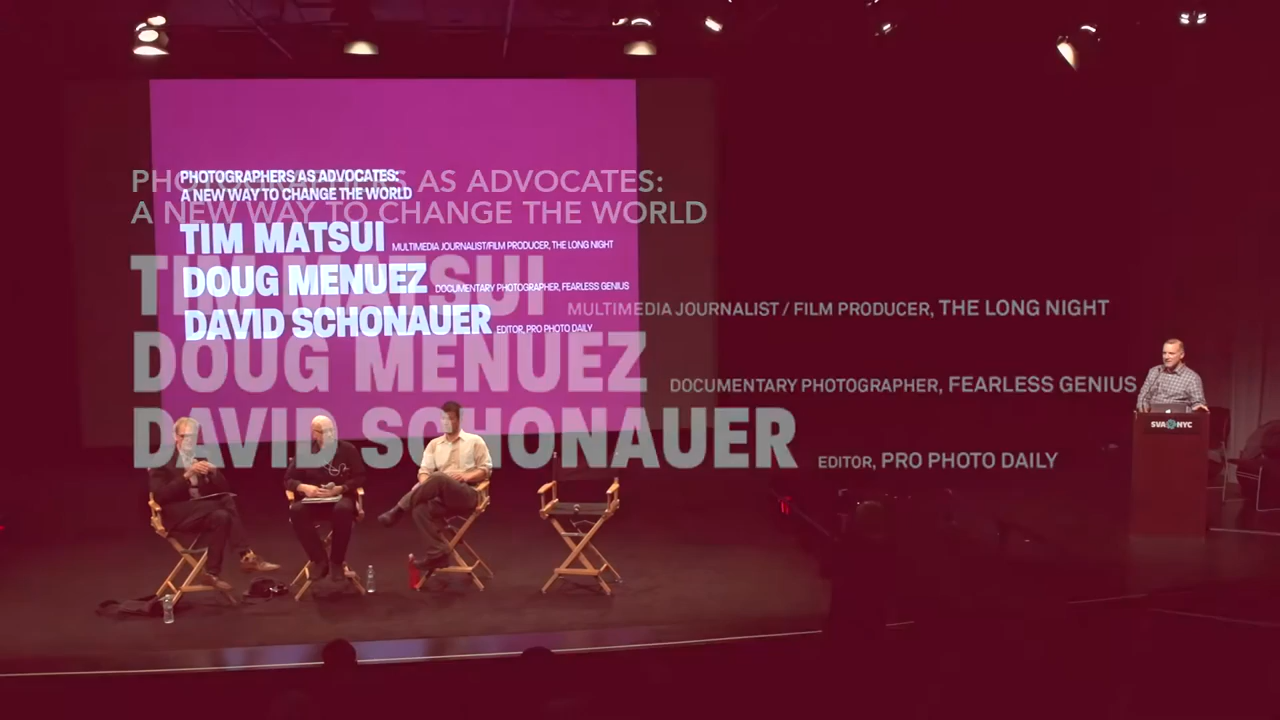 PHOTOGRAPHERS AS ADVOCATES:
A NEW WAY TO CHANGE THE WORLD
TIM MATSUI MULTIMEDIA JOURNALIST/FILM PRODUCER, THE LONG NIGHT
DOUG MENUEZ DOCUMENTARY PHOTOGRAPHER, FEARLESS GENIUS
DAVID SCHONAUER EDITOR, PRO PHOTO DAILY
PHOTOGRAPHERS AS ADVOCATES:
A NEW WAY TO CHANGE THE WORLD
TIM MATSUI MULTIMEDIA JOURNALIST / FILM PRODUCER, THE LONG NIGHT
DOUG MENUEZ DOCUMENTARY PHOTOGRAPHER, FEARLESS GENIUS
DAVID SCHONAUER EDITOR, PRO PHOTO DAILY
SVA NYC